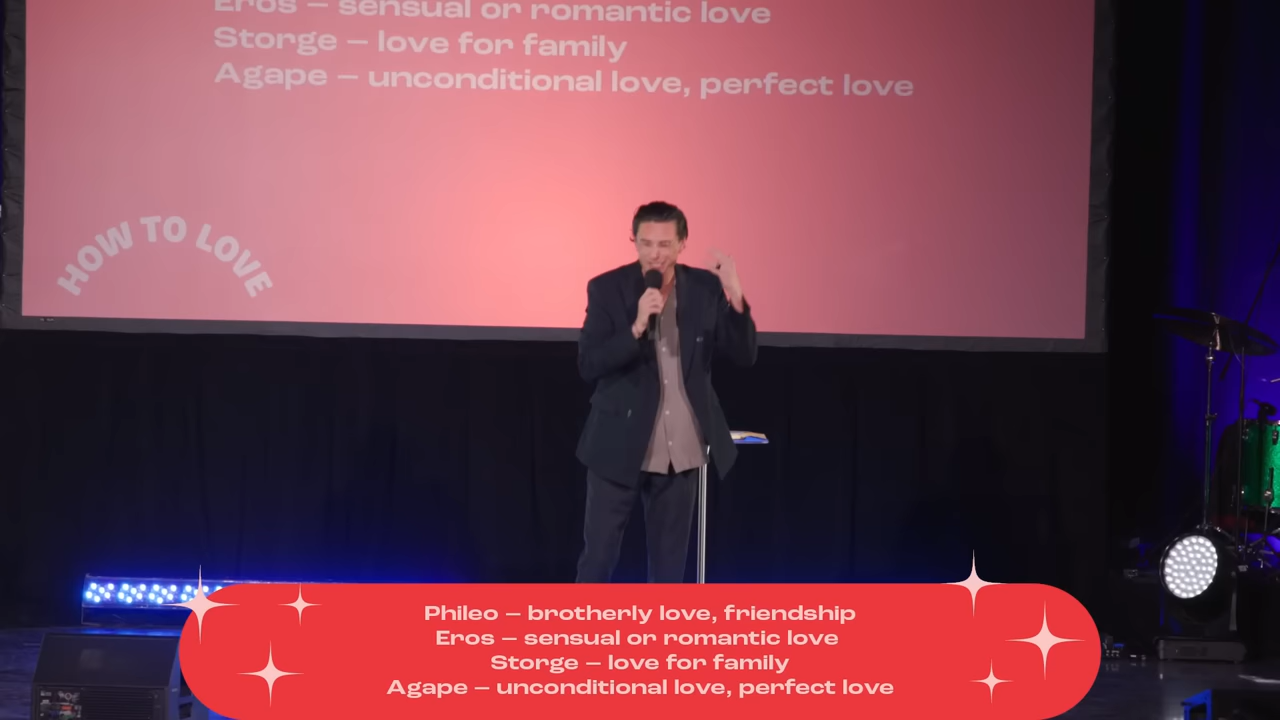 Eros – sensual or romantic love
Storge – love for family
Agape – unconditional love, perfect love
HOW TO LOVE
Phileo – brotherly love, friendship
Eros – sensual or romantic love
Storge – love for family
Agape – unconditional love, perfect love